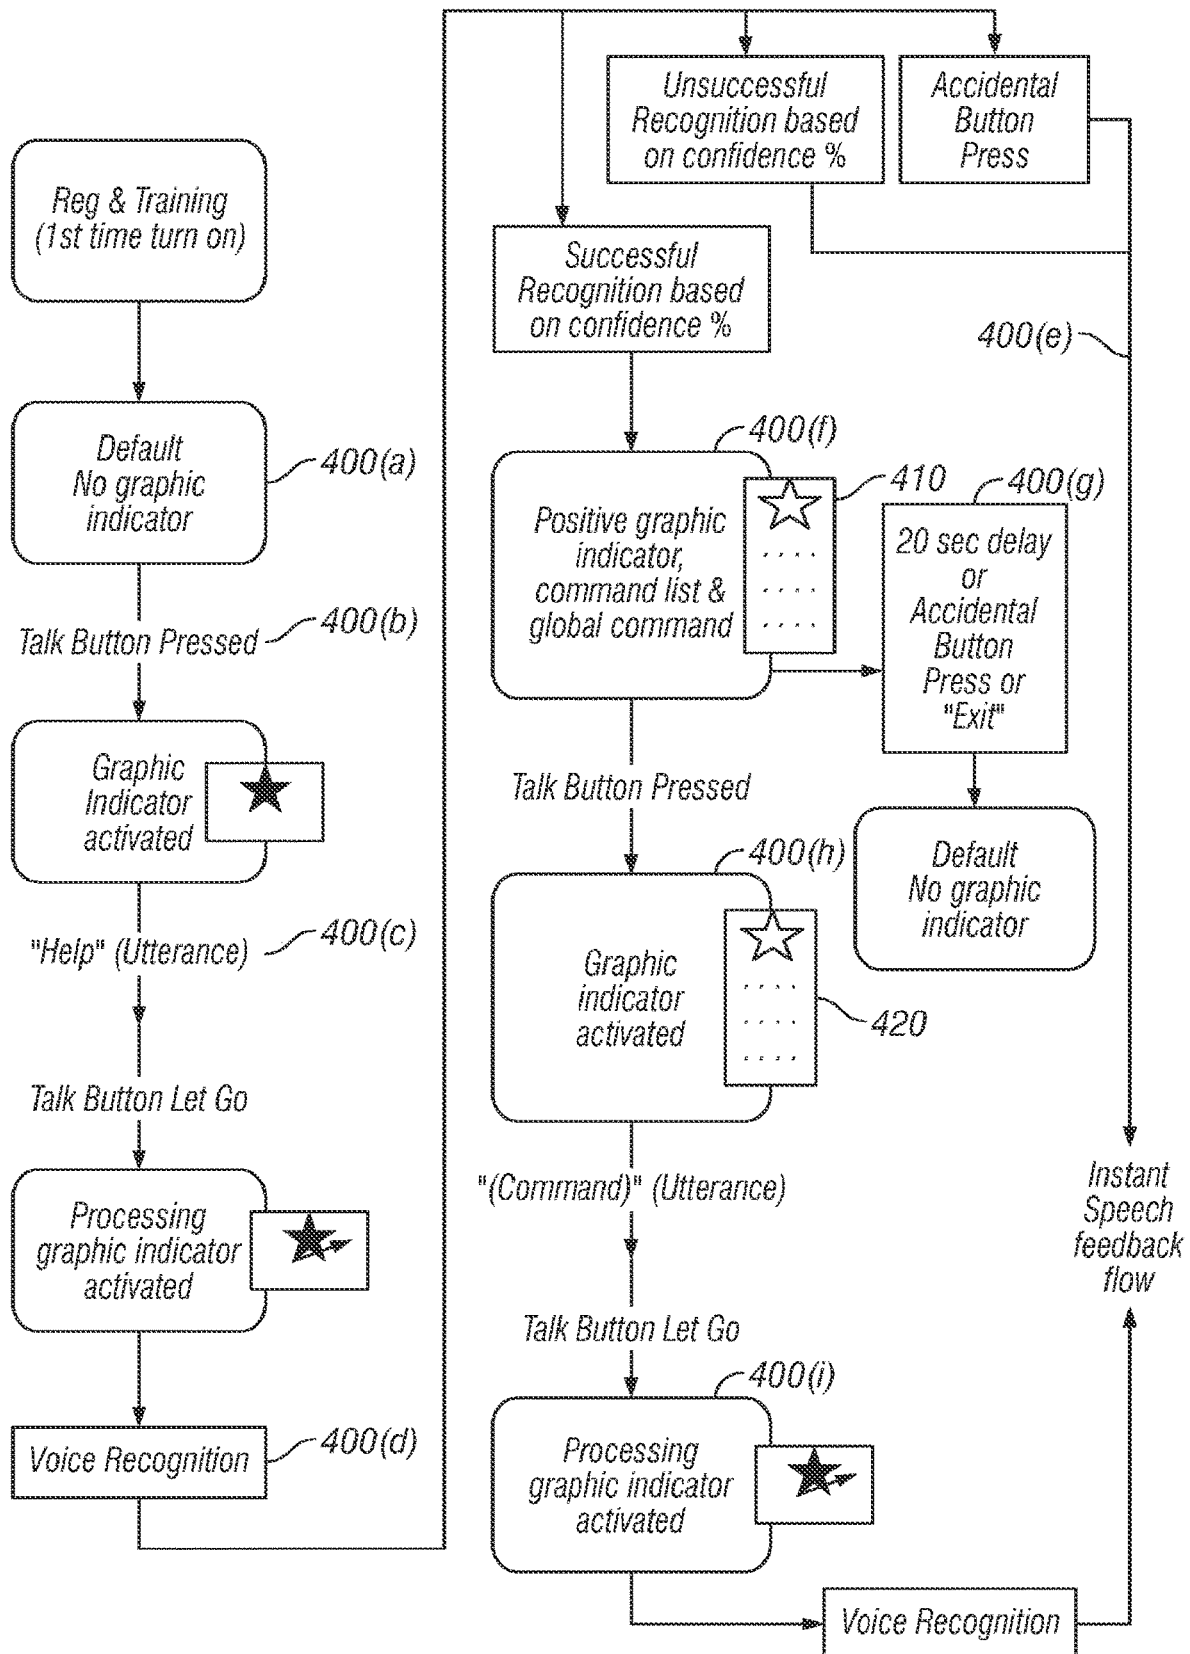 Reg & Training
(1st time turn on)
Default
No graphic
indicator
400(a)
Talk Button Pressed
400(b)
Graphic
Indicator
activated
"Help" (Utterance)
400(c)
Talk Button Let Go
Processing
graphic indicator
activated
Voice Recognition
400(d)
Unsuccessful
Recognition based
on confidence %
Accidental
Button
Press
Successful
Recognition based
on confidence %
400(e)
400(f)
Positive graphic
indicator,
command list &
global command
410
400(g)
20 sec delay
or
Accidental
Button
Press or
"Exit"
Default
No graphic
indicator
Talk Button Pressed
400(h)
Graphic
indicator
activated
420
"(Command)" (Utterance)
Talk Button Let Go
400(i)
Processing
graphic indicator
activated
Voice Recognition
Instant
Speech
feedback
flow